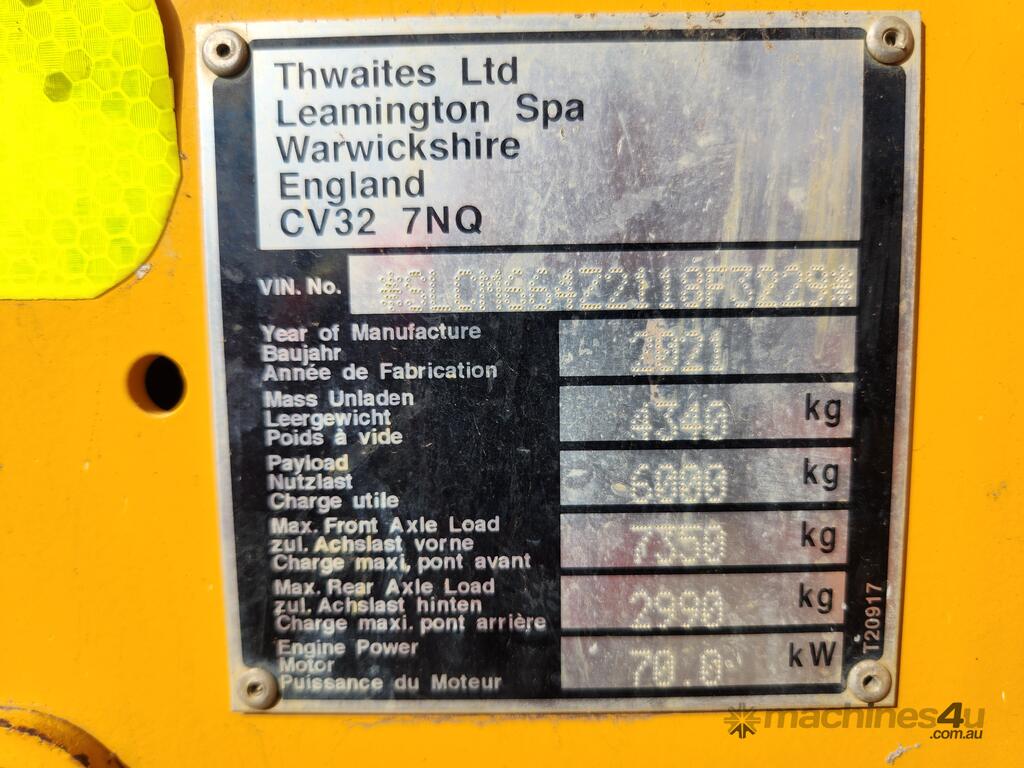 Thwaites Ltd
Leamington Spa
Warwickshire
England
CV32 7NQ
VIN. No.
Year of Manufacture
Baujahr
Année de Fabrication
2021
Mass Unladen
Leergewicht
Poids à vide
4340 kg
Payload
Nutzlast
Charge utile
6000 kg
Max. Front Axle Load
zul. Achslast vorne
Charge maxi, pont avant
7350 kg
Max. Rear Axle Load
zul. Achslast hinten
Charge maxi. pont arrière
2990 kg
Engine Power
Motor
Puissance du Moteur
70.0 kW
T20917
machines4u
.com.au